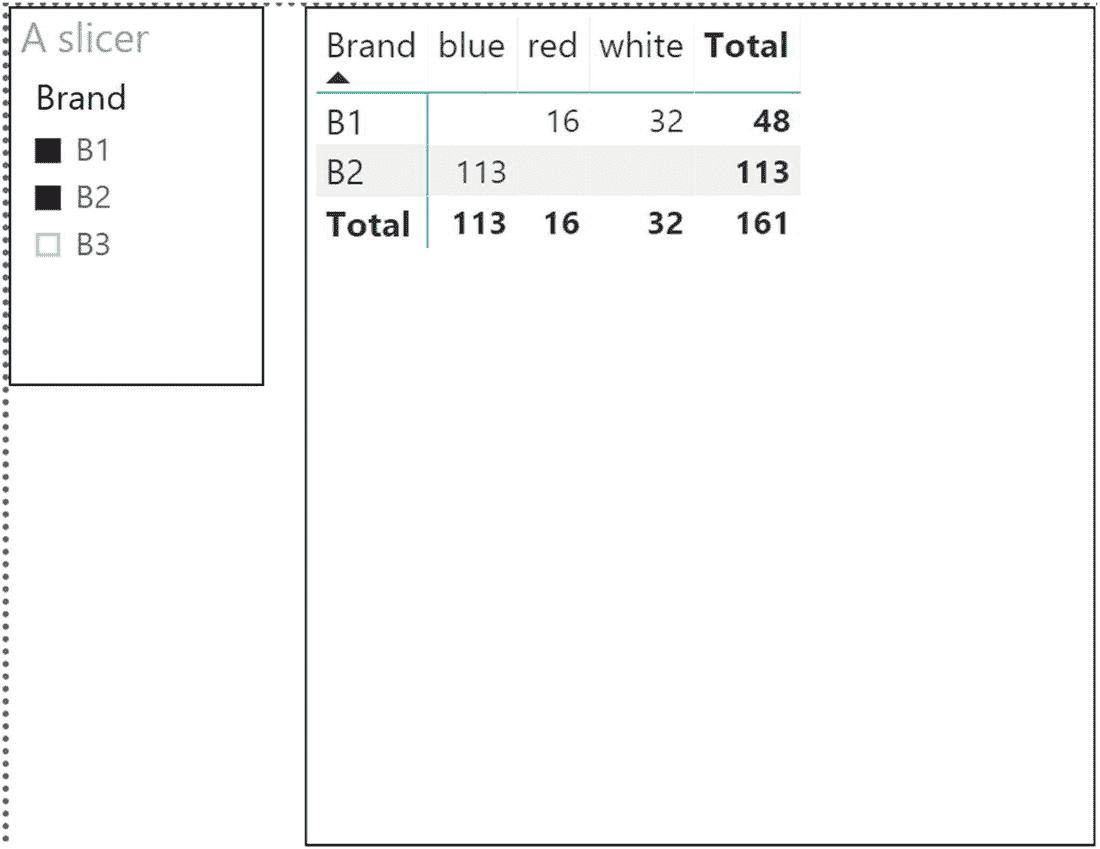 A slicer
Brand
B1
B2
B3
Brand blue red white Total
B1 16 32 48
B2 113 113
Total 113 16 32 161